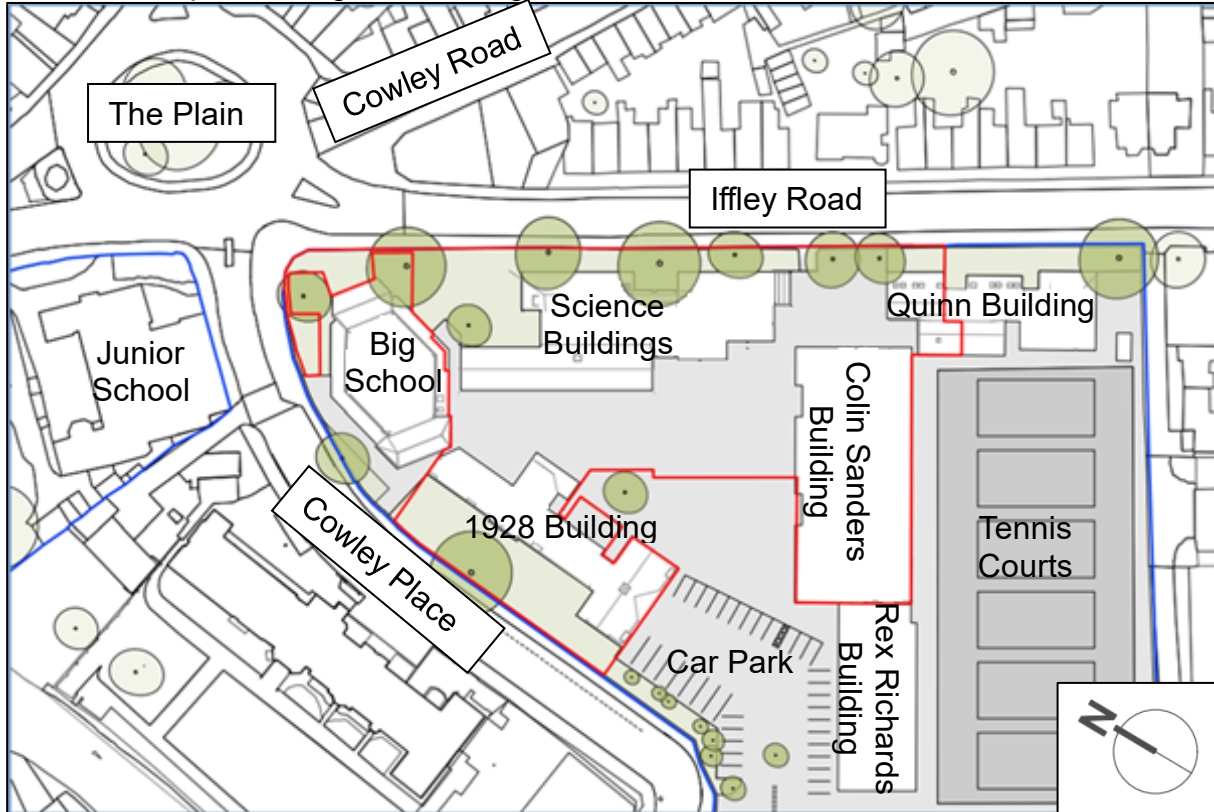 Cowley Road
The Plain
Iffley Road
Science
Buildings
Quinn Building
Junior
School
Big
School
Colin Sanders
Building
1928 Building
Tennis
Courts
Cowley Place
Car Park
Rex Richards
Building
N